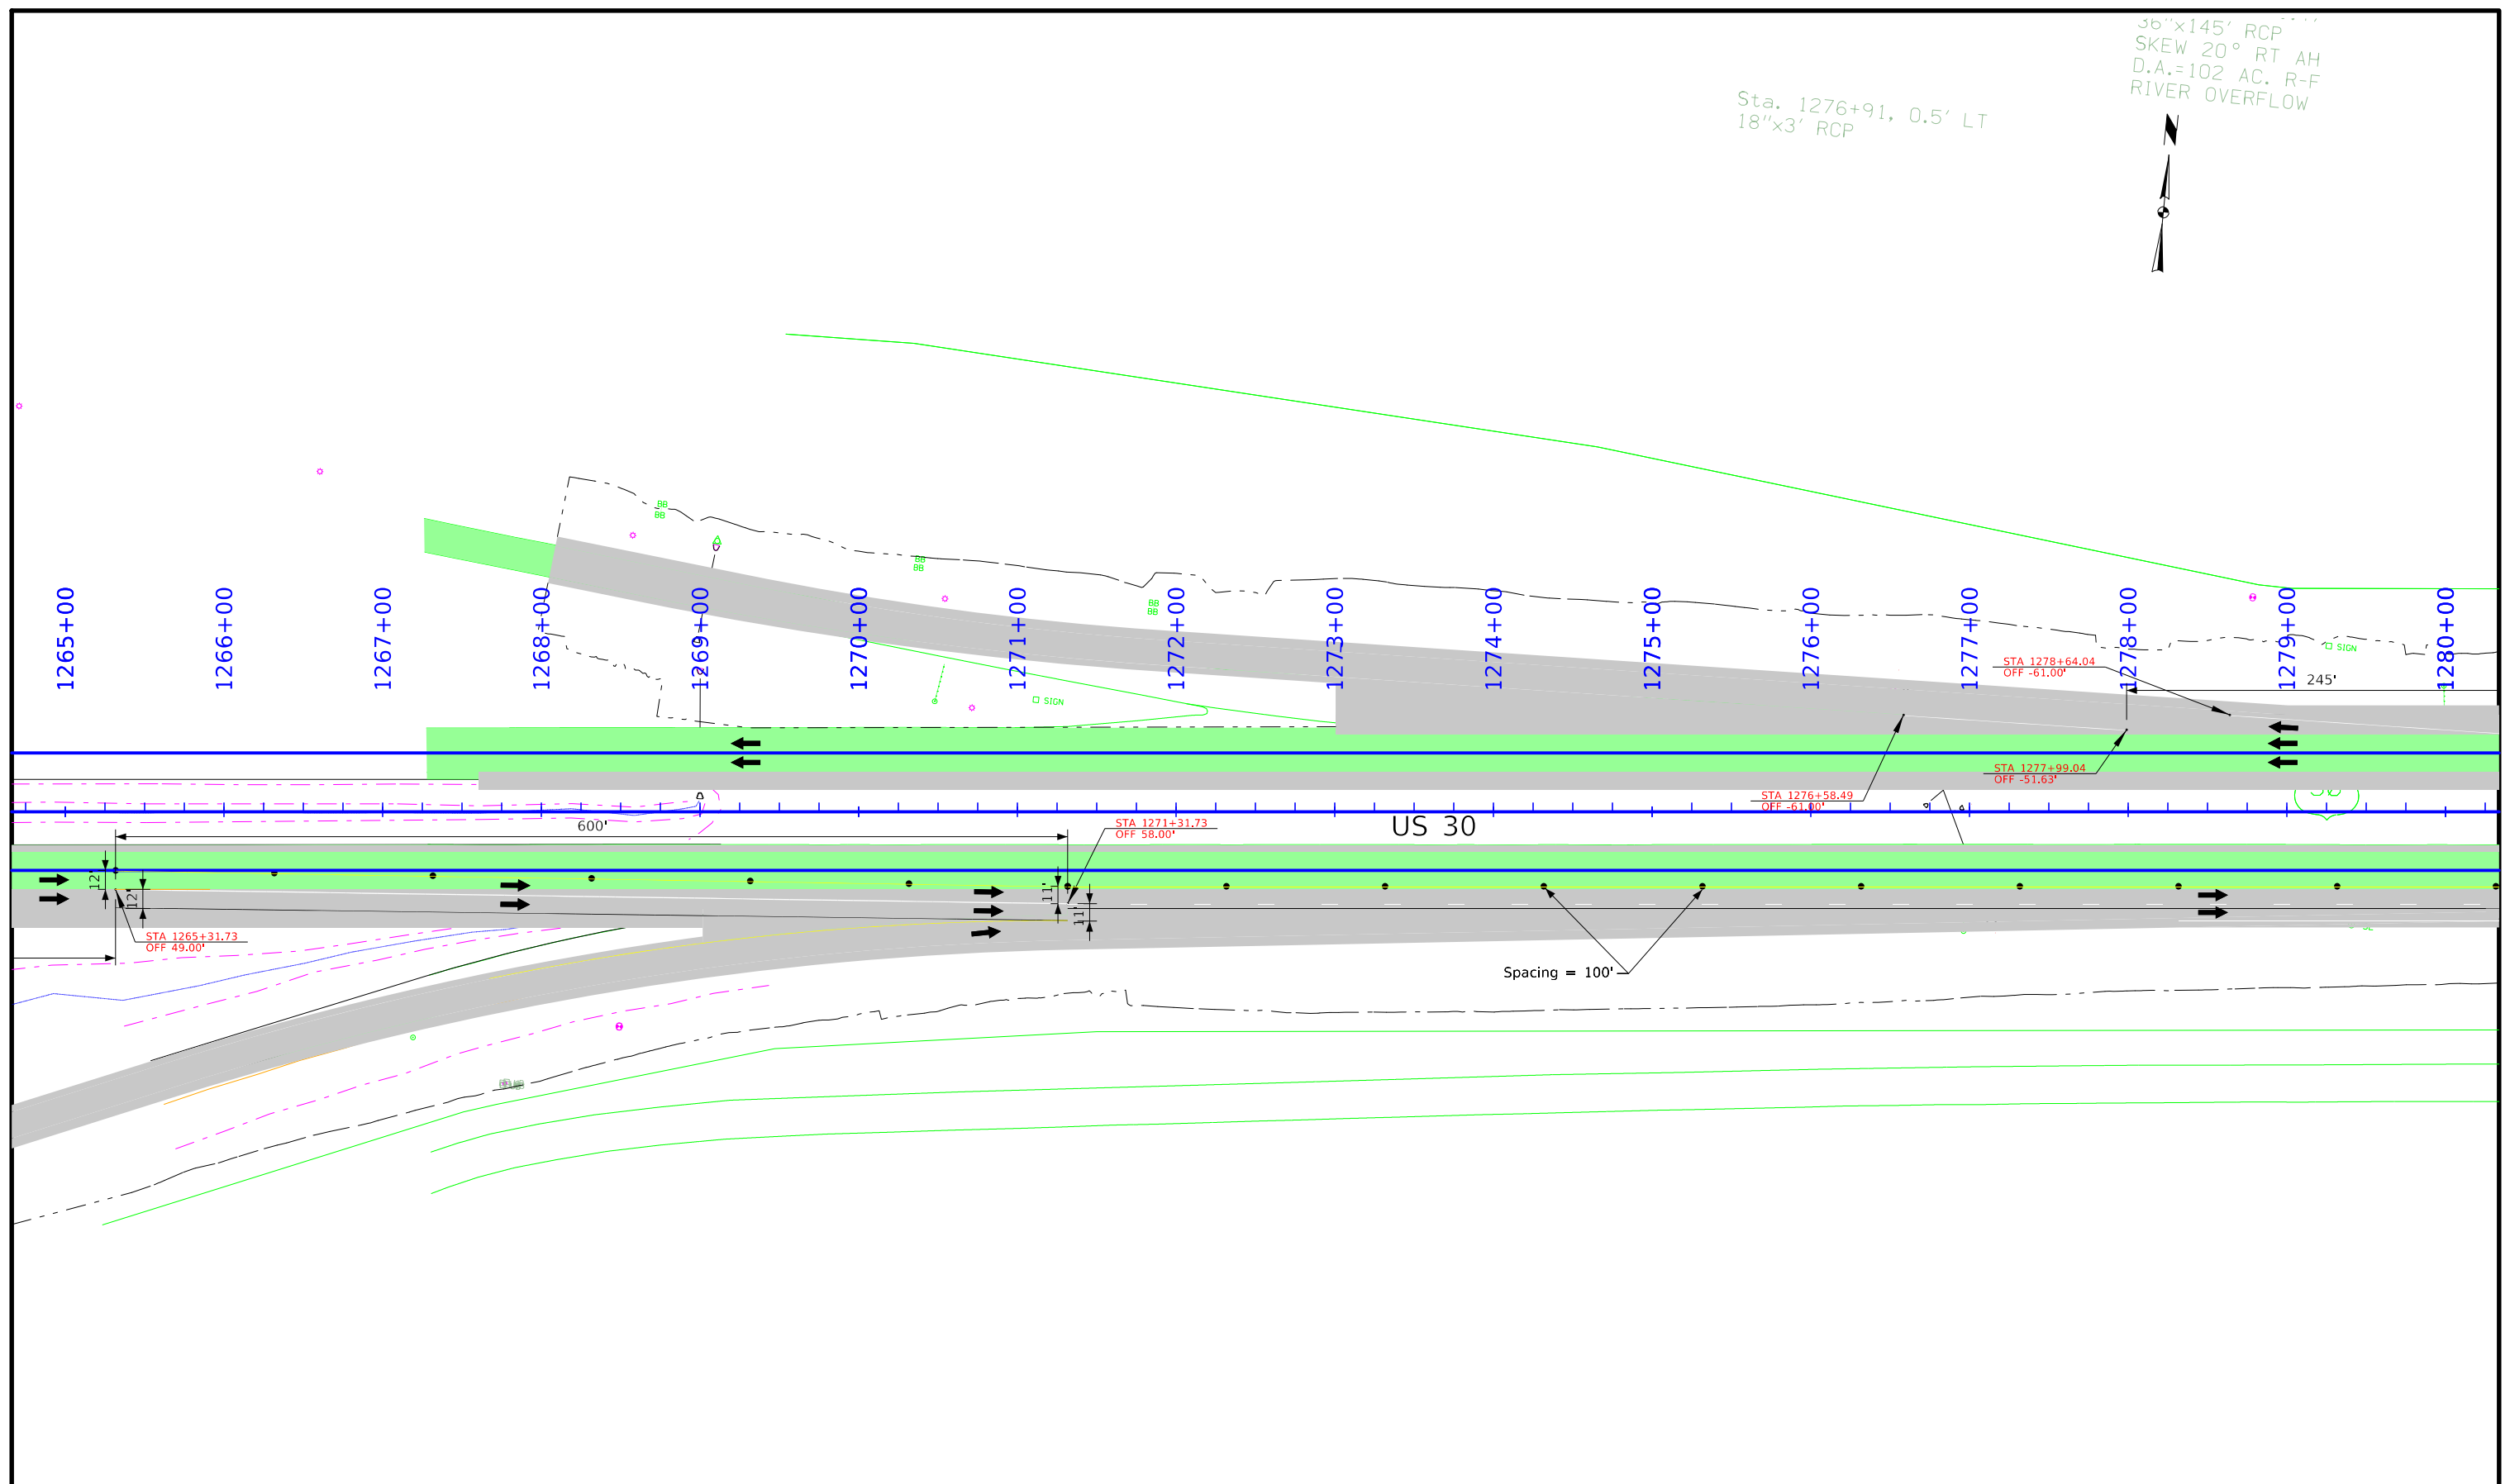 36"x145' RCP
SKEW 20° RT AH
D.A.=102 AC. R-F
RIVER OVERFLOW
Sta. 1276+91, 0.5' LT
18"x3' RCP
N
BB
BB
BB
BB
BB
BB
1265+00
1266+00
1267+00
1268+00
1269+00
1270+00
1271+00
1272+00
1273+00
1274+00
1275+00
1276+00
1277+00
1278+00
1279+00
1280+00
SIGN
STA 1278+64.04
OFF -61.00'
245'
SIGN
STA 1277+99.04
OFF -51.63'
STA 1276+58.49
OFF -61.00'
600'
STA 1271+31.73
OFF 58.00'
US 30
12'
12'
11'
11'
STA 1265+31.73
OFF 49.00'
Spacing = 100'